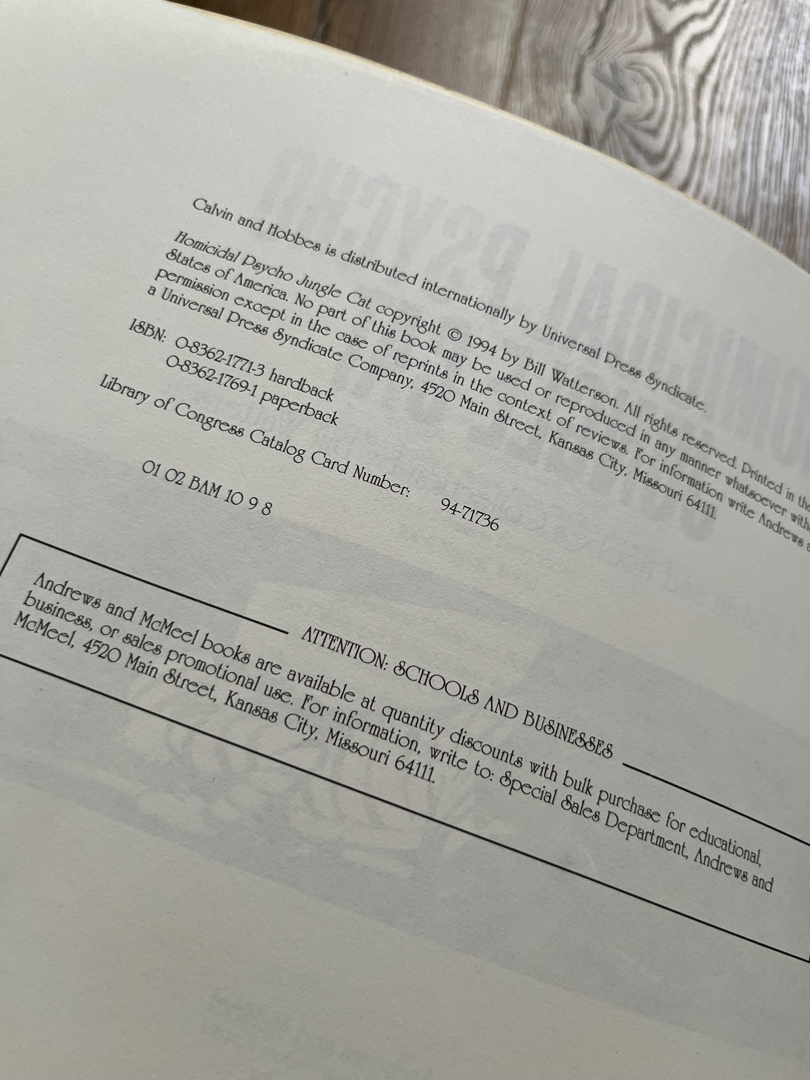 Calvin and Hobbes is distributed internationally by Universal Press Syndicate.
Homicidal Psycho Jungle Cat copyright © 1994 by Bill Watterson. All rights reserved. Printed in the
States of America. No part of this book may be used or reproduced in any manner whatsoever
permission except in the case of reprints in the context of reviews. For information write Andrews
a Universal Press Syndicate Company, 4520 Main Street, Kansas City, Missouri 64111.
ISBN: 0-8362-1771-3 hardback
0-8362-1769-1 paperback
Library of Congress Catalog Card Number: 94-71736
01 02 BAM 10 9 8
ATTENTION: SCHOOLS AND BUSINESSES
Andrews and McMeel books are available at quantity discounts with bulk purchase for educational,
business, or sales promotional use. For information, write to: Special Sales Department, Andrews and
McMeel, 4520 Main Street, Kansas City, Missouri 64111.